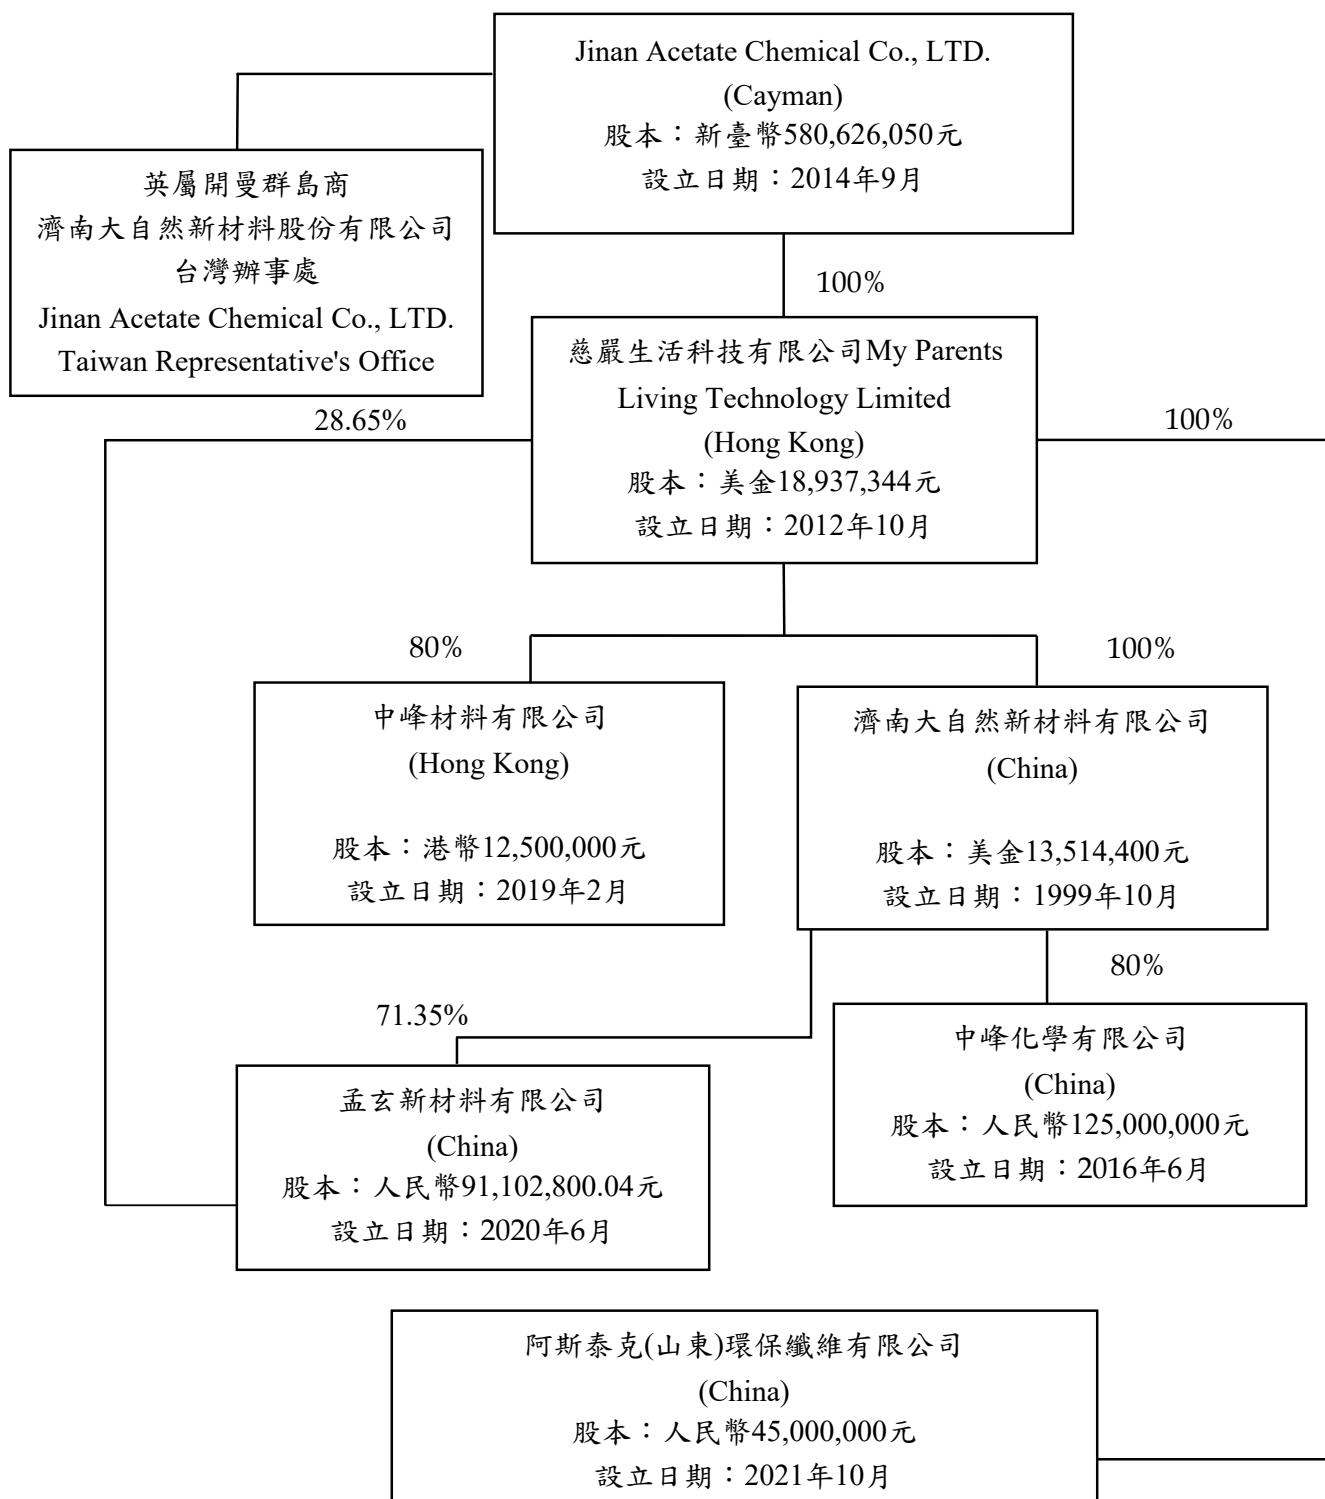 Jinan Acetate Chemical Co., LTD.
(Cayman)
股本：新臺幣580,626,050元
設立日期：2014年9月
英屬開曼群島商
濟南大自然新材料股份有限公司
台灣辦事處
Jinan Acetate Chemical Co., LTD.
Taiwan Representative's Office
100%
慈嚴生活科技有限公司My Parents
Living Technology Limited
(Hong Kong)
股本：美金18,937,344元
設立日期：2012年10月
28.65%
100%
80%
100%
中峰材料有限公司
(Hong Kong)
股本：港幣12,500,000元
設立日期：2019年2月
濟南大自然新材料有限公司
(China)
股本：美金13,514,400元
設立日期：1999年10月
71.35%
80%
孟玄新材料有限公司
(China)
股本：人民幣91,102,800.04元
設立日期：2020年6月
中峰化學有限公司
(China)
股本：人民幣125,000,000元
設立日期：2016年6月
阿斯泰克(山東)環保纖維有限公司
(China)
股本：人民幣45,000,000元
設立日期：2021年10月